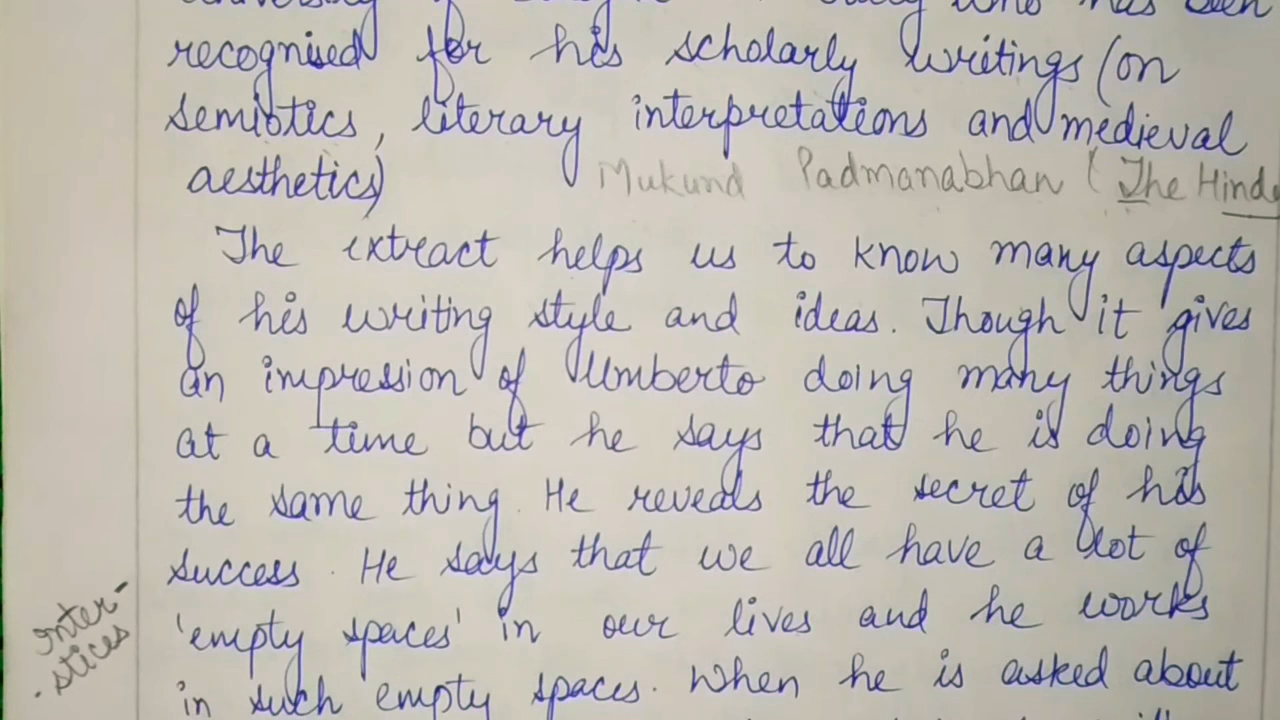 who has been
recognised for his scholarly writings (on
semiotics, literary interpretations and medieval
aesthetics)
Mukund Padmanabhan (The Hindu
The extract helps us to know many aspects
of his writing style and ideas. Though it gives
an impression of Umberto doing many things
at a time but he says that he is doing
the same thing. He reveals the secret of his
success. He says that we all have a lot of
'empty spaces' in our lives and he works
Inter-
stices
in such empty spaces. When he is asked about